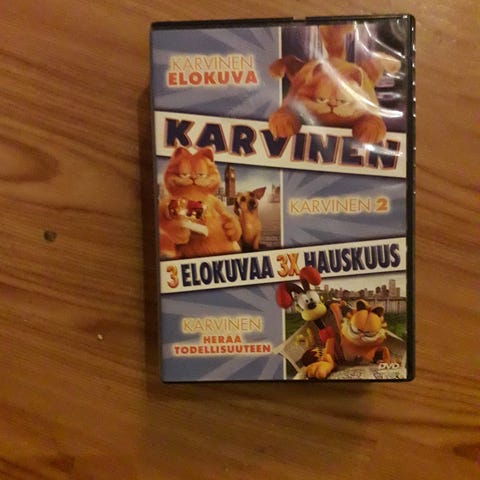 KARVINEN
ELOKUVA
KARVINEN
KARVINEN 2
3 ELOKUVAA 3X HAUSKUUS
KARVINEN
HERÄÄ
TODELLISUUTEEN
DVD